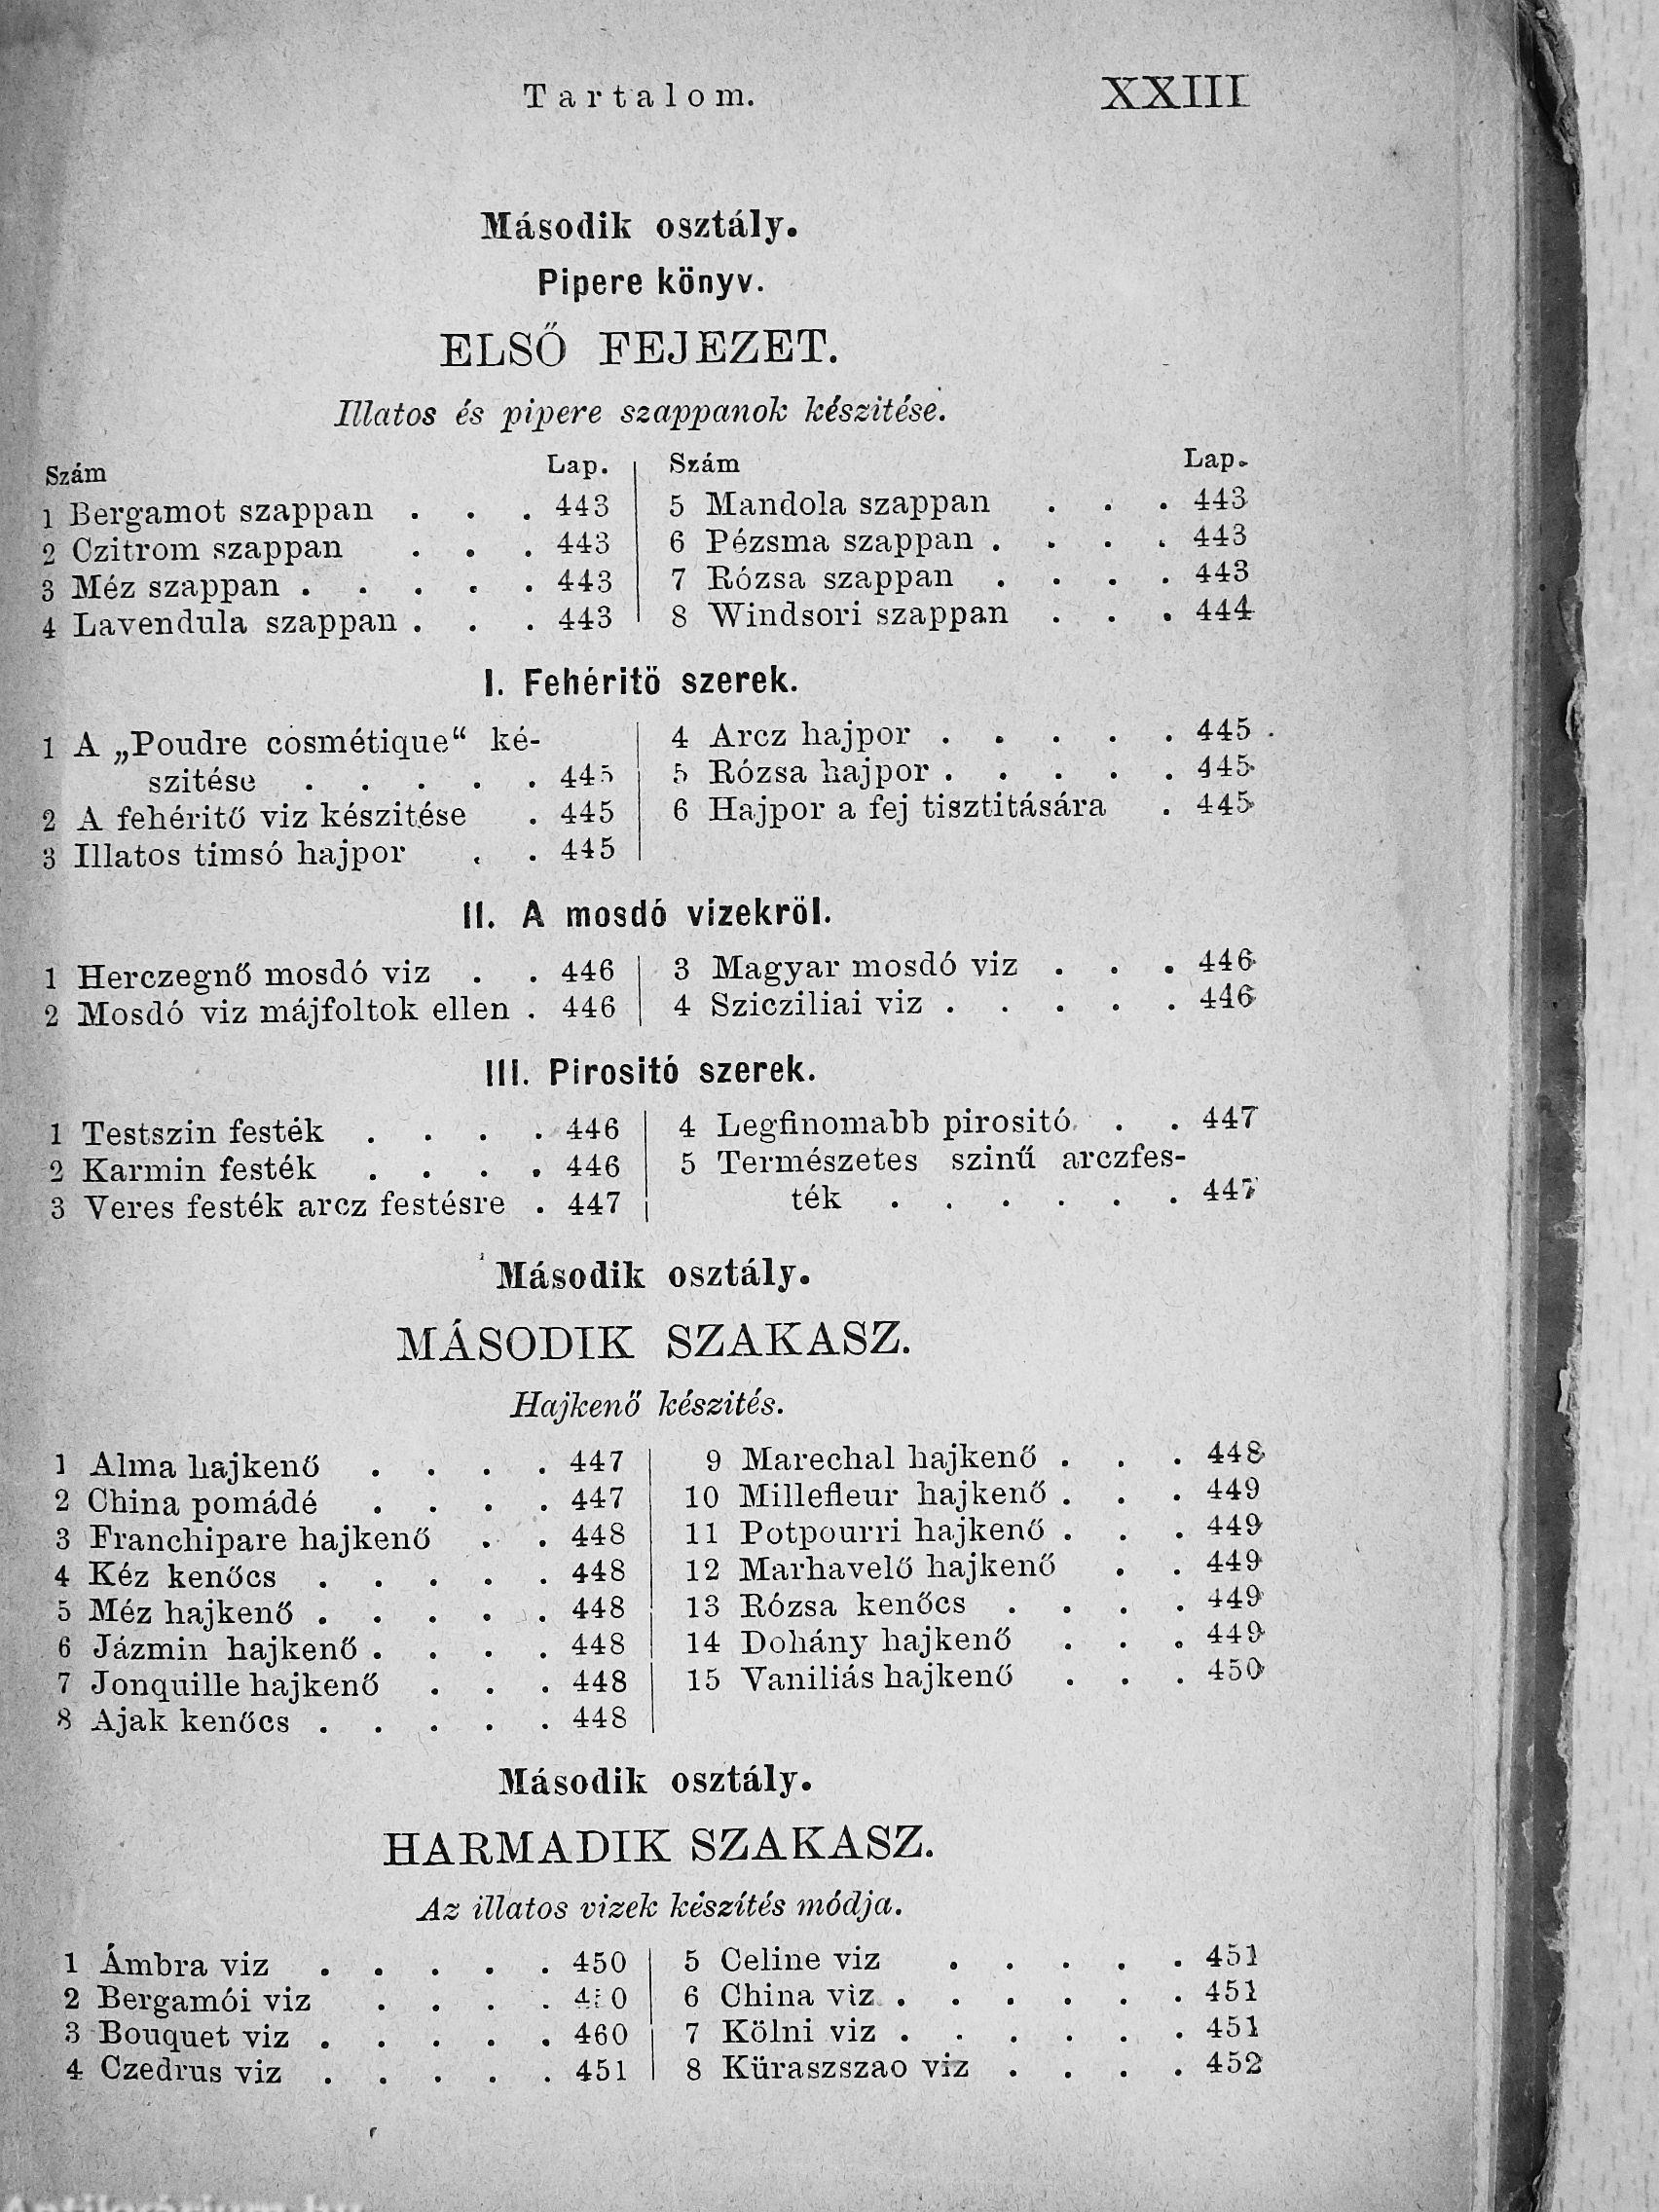 Tartalom. XXIII
Második osztály.
Pipere könyv.
ELSŐ FEJEZET.
Illatos és pipere szappanok készitése.
Szám Lap.
1 Bergamot szappan . . . 443
2 Czitrom szappan . . . 443
3 Méz szappan . . . . . 443
4 Lavendula szappan . . . 443
Szám Lap.
5 Mandola szappan . . . 443
6 Pézsma szappan . . . . 443
7 Rózsa szappan . . . . 443
8 Windsori szappan . . . 444
I. Fehéritö szerek.
1 A „Poudre cosmétique“ ké-
szitése . . . . . 445
2 A fehéritő viz készitése . 445
3 Illatos timsó hajpor . . 445
4 Arcz hajpor . . . . . 445
5 Rózsa hajpor . . . . . 445
6 Hajpor a fej tisztitására . 445
II. A mosdó vizekröl.
1 Herczegnő mosdó viz . . 446
2 Mosdó viz májfoltok ellen . 446
3 Magyar mosdó viz . . . 446
4 Szicziliai viz . . . . . 446
III. Pirositó szerek.
1 Testszin festék . . . . 446
2 Karmin festék . . . . 446
3 Veres festék arcz festésre . 447
4 Legfinomabb pirositó . . 447
5 Természetes szinű arczfes-
ték . . . . . . 447
Második osztály.
MÁSODIK SZAKASZ.
Hajkenő készités.
1 Alma hajkenő . . . . 447
2 China pomádé . . . . 447
3 Franchipare hajkenő . . 448
4 Kéz kenőcs . . . . . 448
5 Méz hajkenő . . . . . 448
6 Jázmin hajkenő . . . . 448
7 Jonquille hajkenő . . . 448
8 Ajak kenőcs . . . . . 448
9 Marechal hajkenő . . . 448
10 Millefleur hajkenő . . . 449
11 Potpourri hajkenő . . . 449
12 Marhavelő hajkenő . . 449
13 Rózsa kenőcs . . . . 449
14 Dohány hajkenő . . . 449
15 Vaniliás hajkenő . . . 450
Második osztály.
HARMADIK SZAKASZ.
Az illatos vizek készítés módja.
1 Ámbra viz . . . . . 450
2 Bergamói viz . . . .
3 Bouquet viz . . . . . 460
4 Czedrus viz . . . . . 451
5 Celine viz . . . . . 451
6 China viz . . . . . . 451
7 Kölni viz . . . . . . 451
8 Küraszszao viz . . . . 452